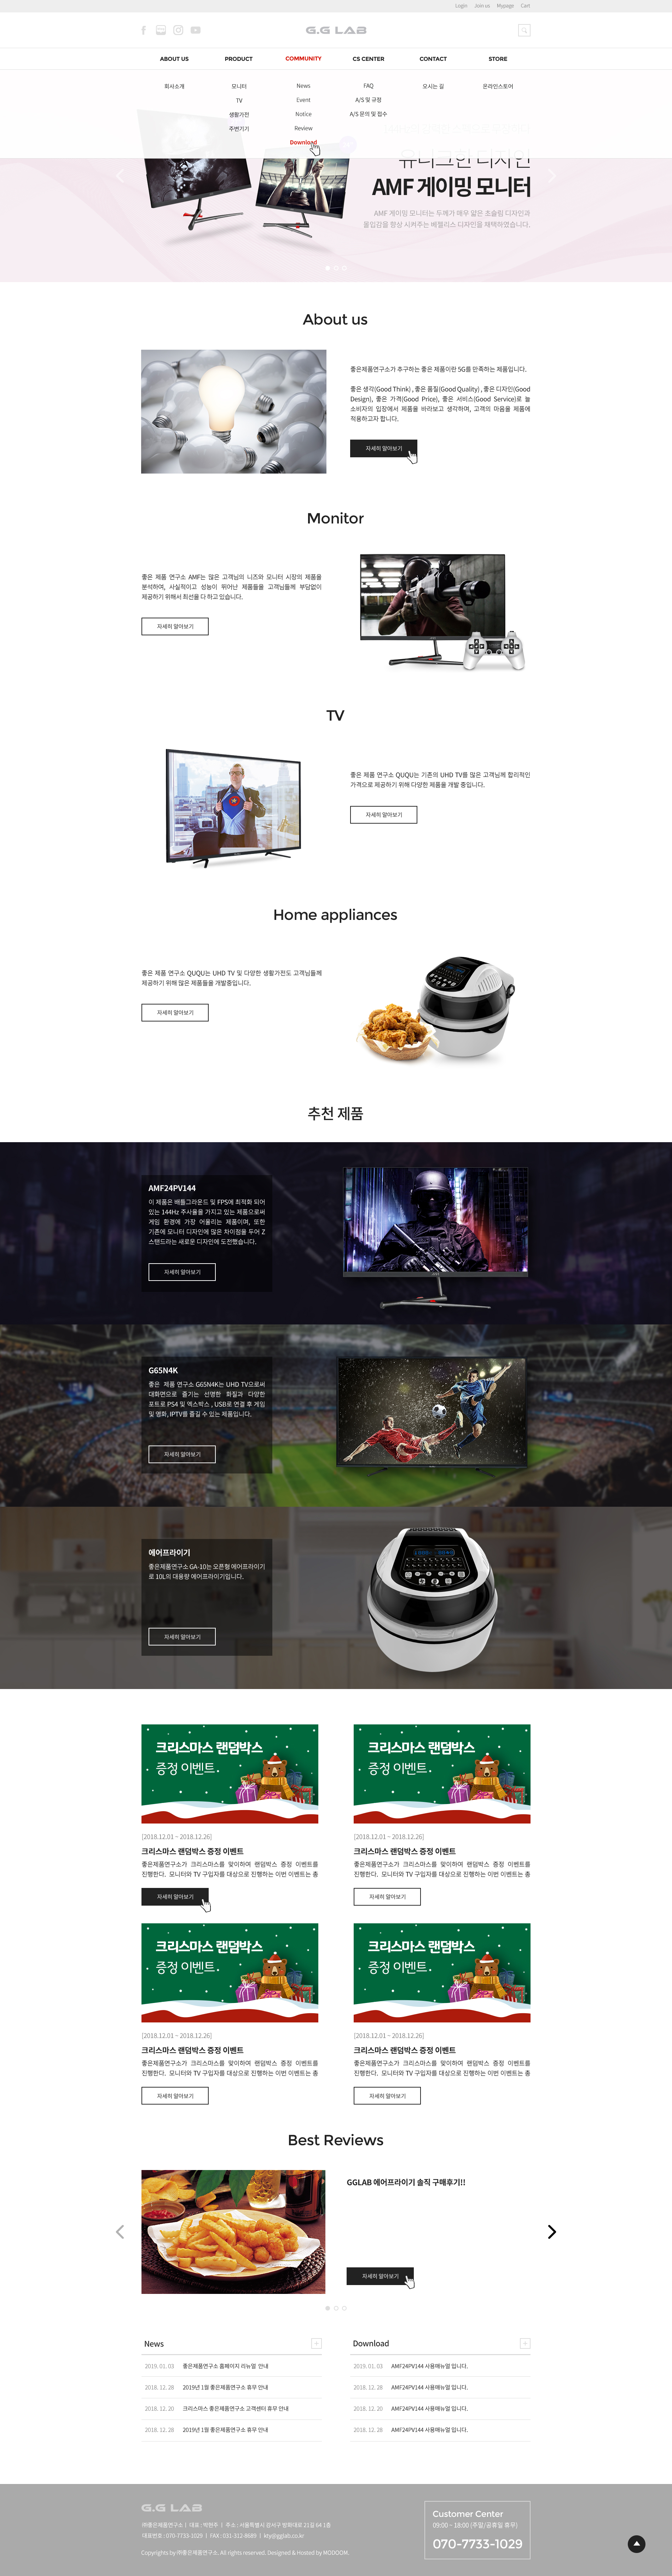 Login Join us Mypage Cart
G.G LAB
ABOUT US PRODUCT COMMUNITY CS CENTER CONTACT STORE
회사소개 모니터 News FAQ 오시는 길 온라인스토어
TV Event A/S 및 규정
생활가전 Notice A/S 문의 및 접수
주변기기 Review
Download
유니크한 디자인
AMF 게이밍 모니터
AMF 게이밍 모니터는 두께가 매우 얇은 초슬림 디자인과
몰입감을 향상 시켜주는 베젤리스 디자인을 채택하였습니다.
About us
좋은제품연구소가 추구하는 좋은 제품이란 5G를 만족하는 제품입니다.
좋은 생각(Good Think) , 좋은 품질(Good Quality) , 좋은 디자인(Good
Design), 좋은 가격(Good Price), 좋은 서비스(Good Service)로 늘
소비자의 입장에서 제품을 바라보고 생각하며, 고객의 마음을 제품에
적용하고자 합니다.
자세히 알아보기
Monitor
좋은 제품 연구소 AMF는 많은 고객님의 니즈와 모니터 시장의 제품을
분석하여, 사실적이고 성능이 뛰어난 제품들을 고객님들께 부담없이
제공하기 위해서 최선을 다 하고 있습니다.
자세히 알아보기
TV
좋은 제품 연구소 QUQU는 기존의 UHD TV를 많은 고객님께 합리적인
가격으로 제공하기 위해 다양한 제품을 개발 중입니다.
자세히 알아보기
Home appliances
좋은 제품 연구소 QUQU는 UHD TV 및 다양한 생활가전도 고객님들께
제공하기 위해 많은 제품들을 개발중입니다.
자세히 알아보기
추천 제품
AMF24PV144
이 제품은 배틀그라운드 및 FPS에 최적화 되어
있는 144Hz 주사율을 가지고 있는 제품으로써
게임 환경에 가장 어울리는 제품이며, 또한
기존에 모니터 디자인에 많은 차이점을 두어 Z
스탠드라는 새로운 디자인에 도전했습니다.
자세히 알아보기
G65N4K
좋은 제품 연구소 G65N4K는 UHD TV으로써
대화면으로 즐기는 선명한 화질과 다양한
포트로 PS4 및 엑스박스 , USB로 연결 후 게임
및 영화, IPTV를 즐길 수 있는 제품입니다.
자세히 알아보기
에어프라이기
좋은제품연구소 GA-10는 오픈형 에어프라이기
로 10L의 대용량 에어프라이기입니다.
자세히 알아보기
크리스마스 랜덤박스
증정 이벤트
크리스마스 랜덤박스
증정 이벤트
[2018.12.01 ~ 2018.12.26]
크리스마스 랜덤박스 증정 이벤트
좋은제품연구소가 크리스마스를 맞이하여 랜덤박스 증정 이벤트를
진행한다. 모니터와 TV 구입자를 대상으로 진행하는 이번 이벤트는 총
자세히 알아보기
[2018.12.01 ~ 2018.12.26]
크리스마스 랜덤박스 증정 이벤트
좋은제품연구소가 크리스마스를 맞이하여 랜덤박스 증정 이벤트를
진행한다. 모니터와 TV 구입자를 대상으로 진행하는 이번 이벤트는 총
자세히 알아보기
크리스마스 랜덤박스
증정 이벤트
크리스마스 랜덤박스
증정 이벤트
[2018.12.01 ~ 2018.12.26]
크리스마스 랜덤박스 증정 이벤트
좋은제품연구소가 크리스마스를 맞이하여 랜덤박스 증정 이벤트를
진행한다. 모니터와 TV 구입자를 대상으로 진행하는 이번 이벤트는 총
자세히 알아보기
[2018.12.01 ~ 2018.12.26]
크리스마스 랜덤박스 증정 이벤트
좋은제품연구소가 크리스마스를 맞이하여 랜덤박스 증정 이벤트를
진행한다. 모니터와 TV 구입자를 대상으로 진행하는 이번 이벤트는 총
자세히 알아보기
Best Reviews
GGLAB 에어프라이기 솔직 구매후기!!
자세히 알아보기
News
2019. 01. 03 좋은제품연구소 홈페이지 리뉴얼 안내
2018. 12. 28 2019년 1월 좋은제품연구소 휴무 안내
2018. 12. 20 크리스마스 좋은제품연구소 고객센터 휴무 안내
2018. 12. 28 2019년 1월 좋은제품연구소 휴무 안내
Download
2019. 01. 03 AMF24PV144 사용메뉴얼 입니다.
2018. 12. 28 AMF24PV144 사용메뉴얼 입니다.
2018. 12. 20 AMF24PV144 사용메뉴얼 입니다.
2018. 12. 28 AMF24PV144 사용메뉴얼 입니다.
G.G LAB
㈜좋은제품연구소 | 대표 : 박현주 | 주소 : 서울특별시 강서구 방화대로 21길 64 1층
대표번호 : 070-7733-1029 | FAX : 031-312-8689 | kty@gglab.co.kr
Copyrights by ㈜좋은제품연구소. All rights reserved. Designed & Hosted by MODOOM.
Customer Center
09:00 ~ 18:00 (주일/공휴일 휴무)
070-7733-1029